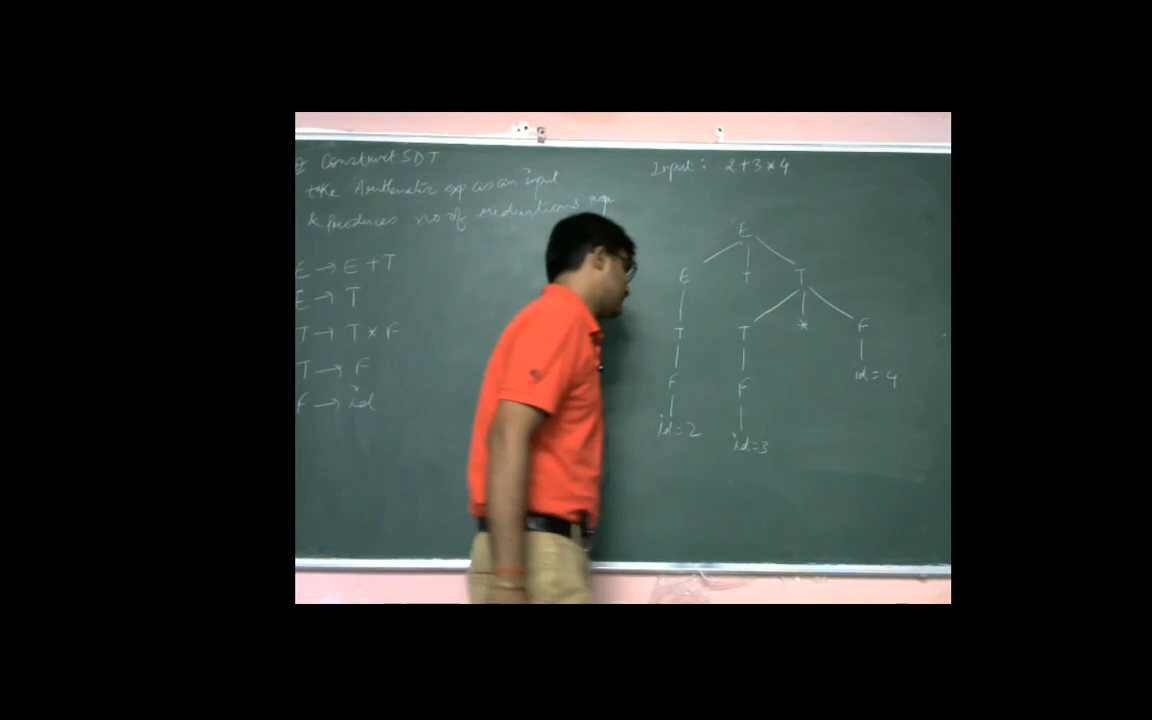 Construct SDT
take Arithmetic exp as an input
& produces no of reductions
E → E + T
E → T
T → T * F
T → F
F → id
Input : 2+3*4
E
E + T
T T * F
F F id=4
id=2 id=3